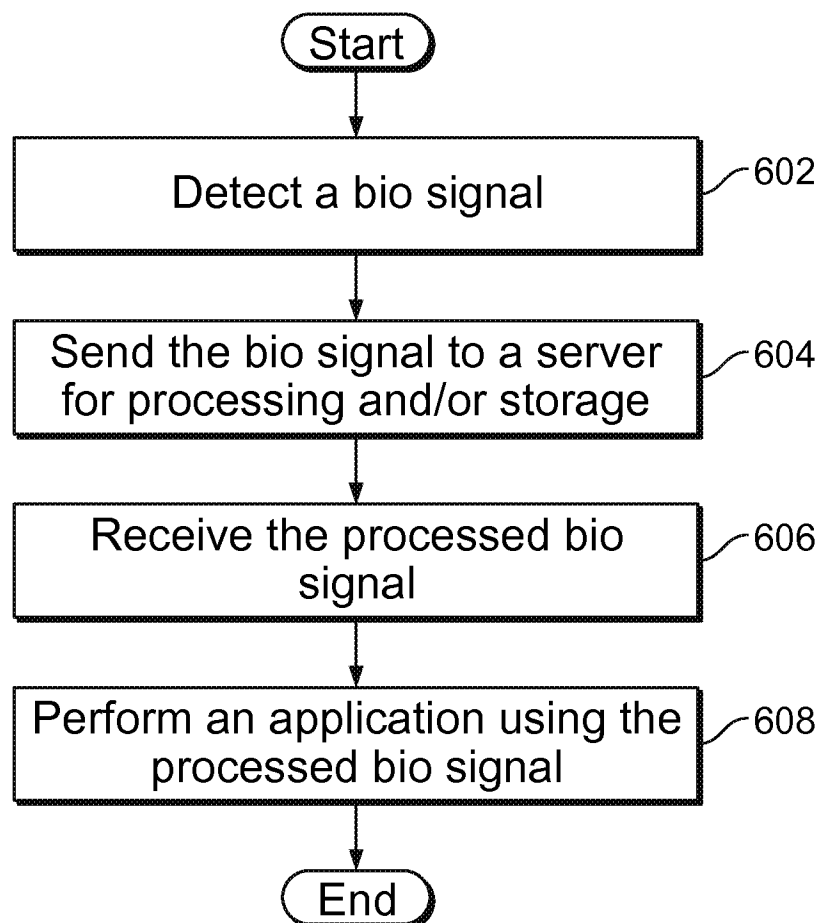 Start
Detect a bio signal
602
Send the bio signal to a server
for processing and/or storage
604
Receive the processed bio
signal
606
Perform an application using the
processed bio signal
608
End